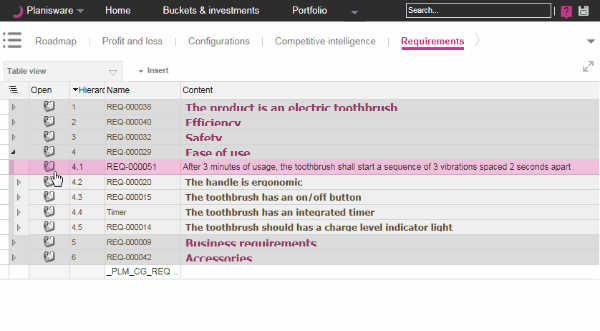 Planisware Home Buckets & investments Portfolio Search... ?
Roadmap Profit and loss Configurations Competitive intelligence Requirements
Table view Insert
Open Hierarc Name Content
1 REQ-000038 The product is an electric toothbrush
2 REQ-000040 Efficiency
3 REQ-000032 Safety
4 REQ-000029 Ease of use
4.1 REQ-000051 After 3 minutes of usage, the toothbrush shall start a sequence of 3 vibrations spaced 2 seconds apart
4.2 REQ-000020 The handle is ergonomic
4.3 REQ-000015 The toothbrush has an on/off button
4.4 Timer The toothbrush has an integrated timer
4.5 REQ-000014 The toothbrush should has a charge level indicator light
5 REQ-000009 Business requirements
6 REQ-000042 Accessories
_PLM_CG_REQ...